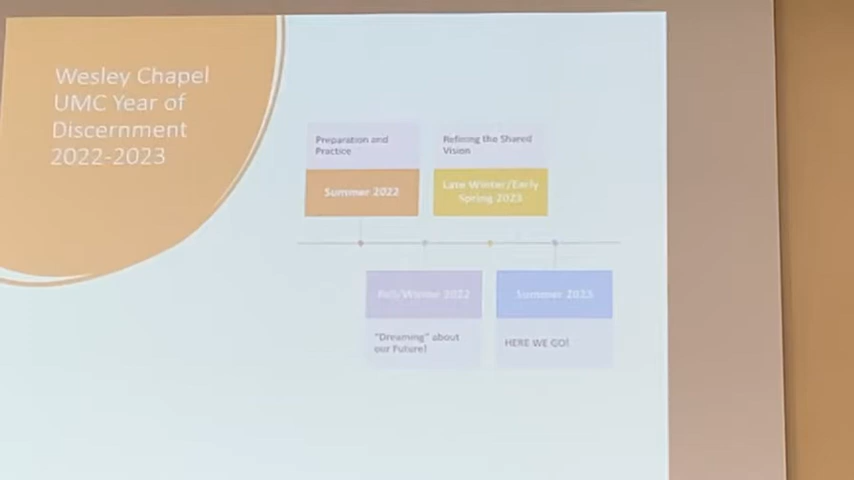 Wesley Chapel
UMC Year of
Discernment
2022-2023
Preparation and
Practice
Summer 2022
Refining the Shared
Vision
Late Winter/Early
Spring 2023
Fall/Winter 2022
"Dreaming" about
our Future!
Summer 2023
HERE WE GO!